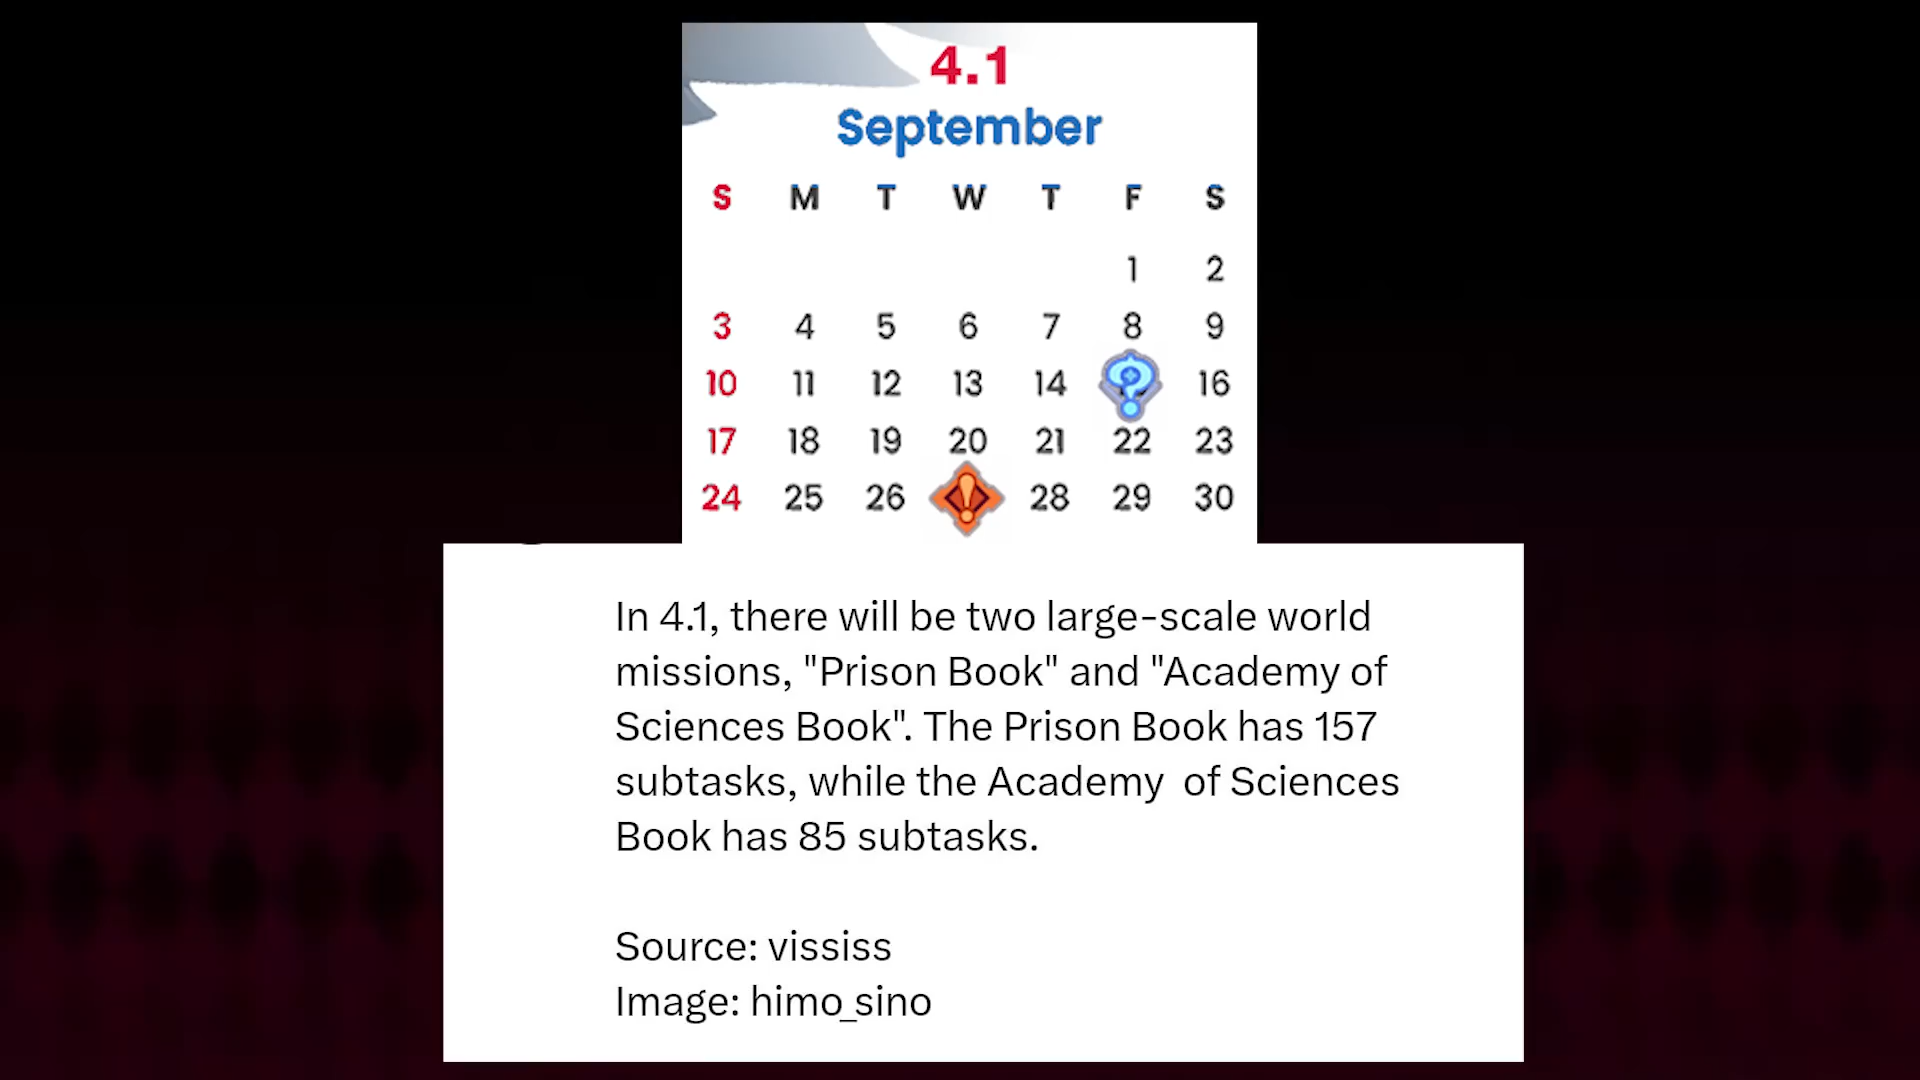 4.1
September
S M T W T F S
1 2
3 4 5 6 7 8 9
10 11 12 13 14 16
17 18 19 20 21 22 23
24 25 26 28 29 30
In 4.1, there will be two large-scale world
missions, "Prison Book" and "Academy of
Sciences Book". The Prison Book has 157
subtasks, while the Academy of Sciences
Book has 85 subtasks.
Source: vississ
Image: himo_sino